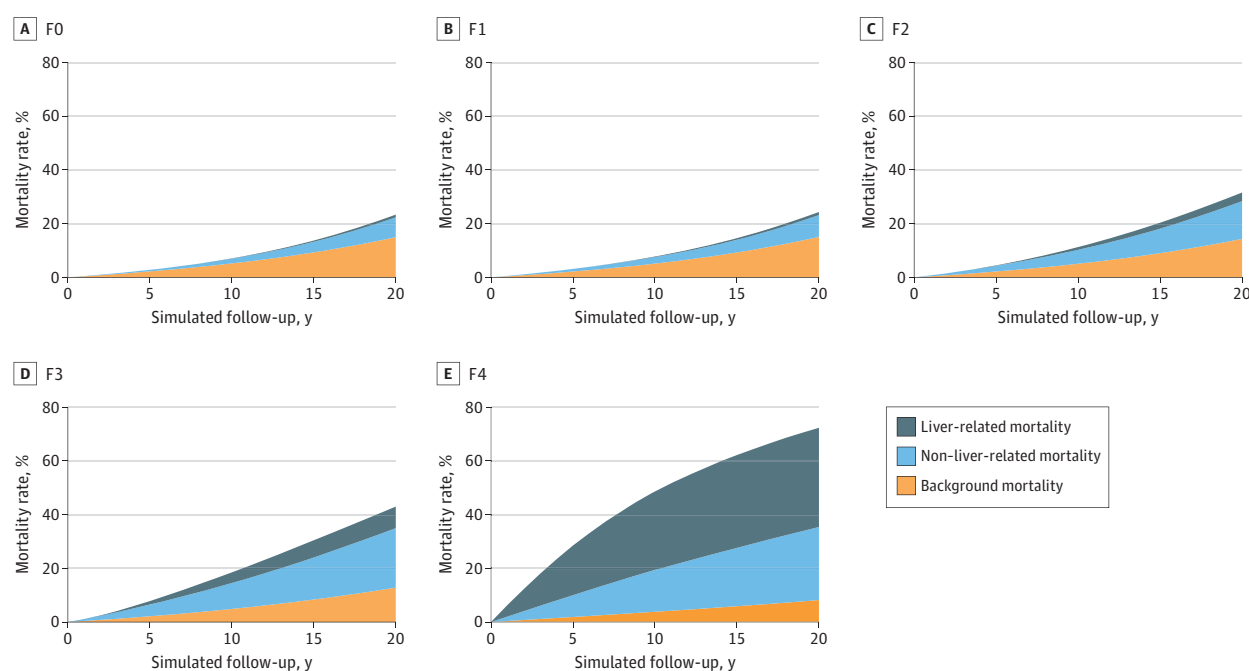 A F0
80
60
40
20
0
Mortality rate, %
0 5 10 15 20
Simulated follow-up, y
B F1
80
60
40
20
0
Mortality rate, %
0 5 10 15 20
Simulated follow-up, y
C F2
80
60
40
20
0
Mortality rate, %
0 5 10 15 20
Simulated follow-up, y
D F3
80
60
40
20
0
Mortality rate, %
0 5 10 15 20
Simulated follow-up, y
E F4
80
60
40
20
0
Mortality rate, %
0 5 10 15 20
Simulated follow-up, y
Liver-related mortality
Non-liver-related mortality
Background mortality